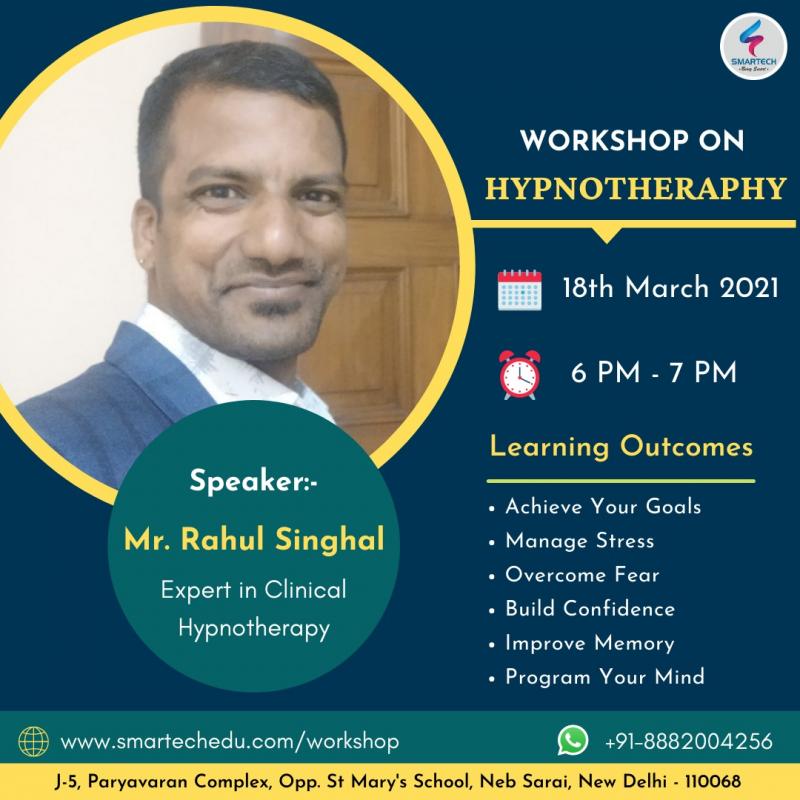 SMARTECH
WORKSHOP ON
HYPNOTHERAPHY
18th March 2021
6 PM - 7 PM
Learning Outcomes
• Achieve Your Goals
• Manage Stress
• Overcome Fear
• Build Confidence
• Improve Memory
• Program Your Mind
Speaker:-
Mr. Rahul Singhal
Expert in Clinical
Hypnotherapy
www.smartechedu.com/workshop
+91-8882004256
J-5, Paryavaran Complex, Opp. St Mary's School, Neb Sarai, New Delhi - 110068